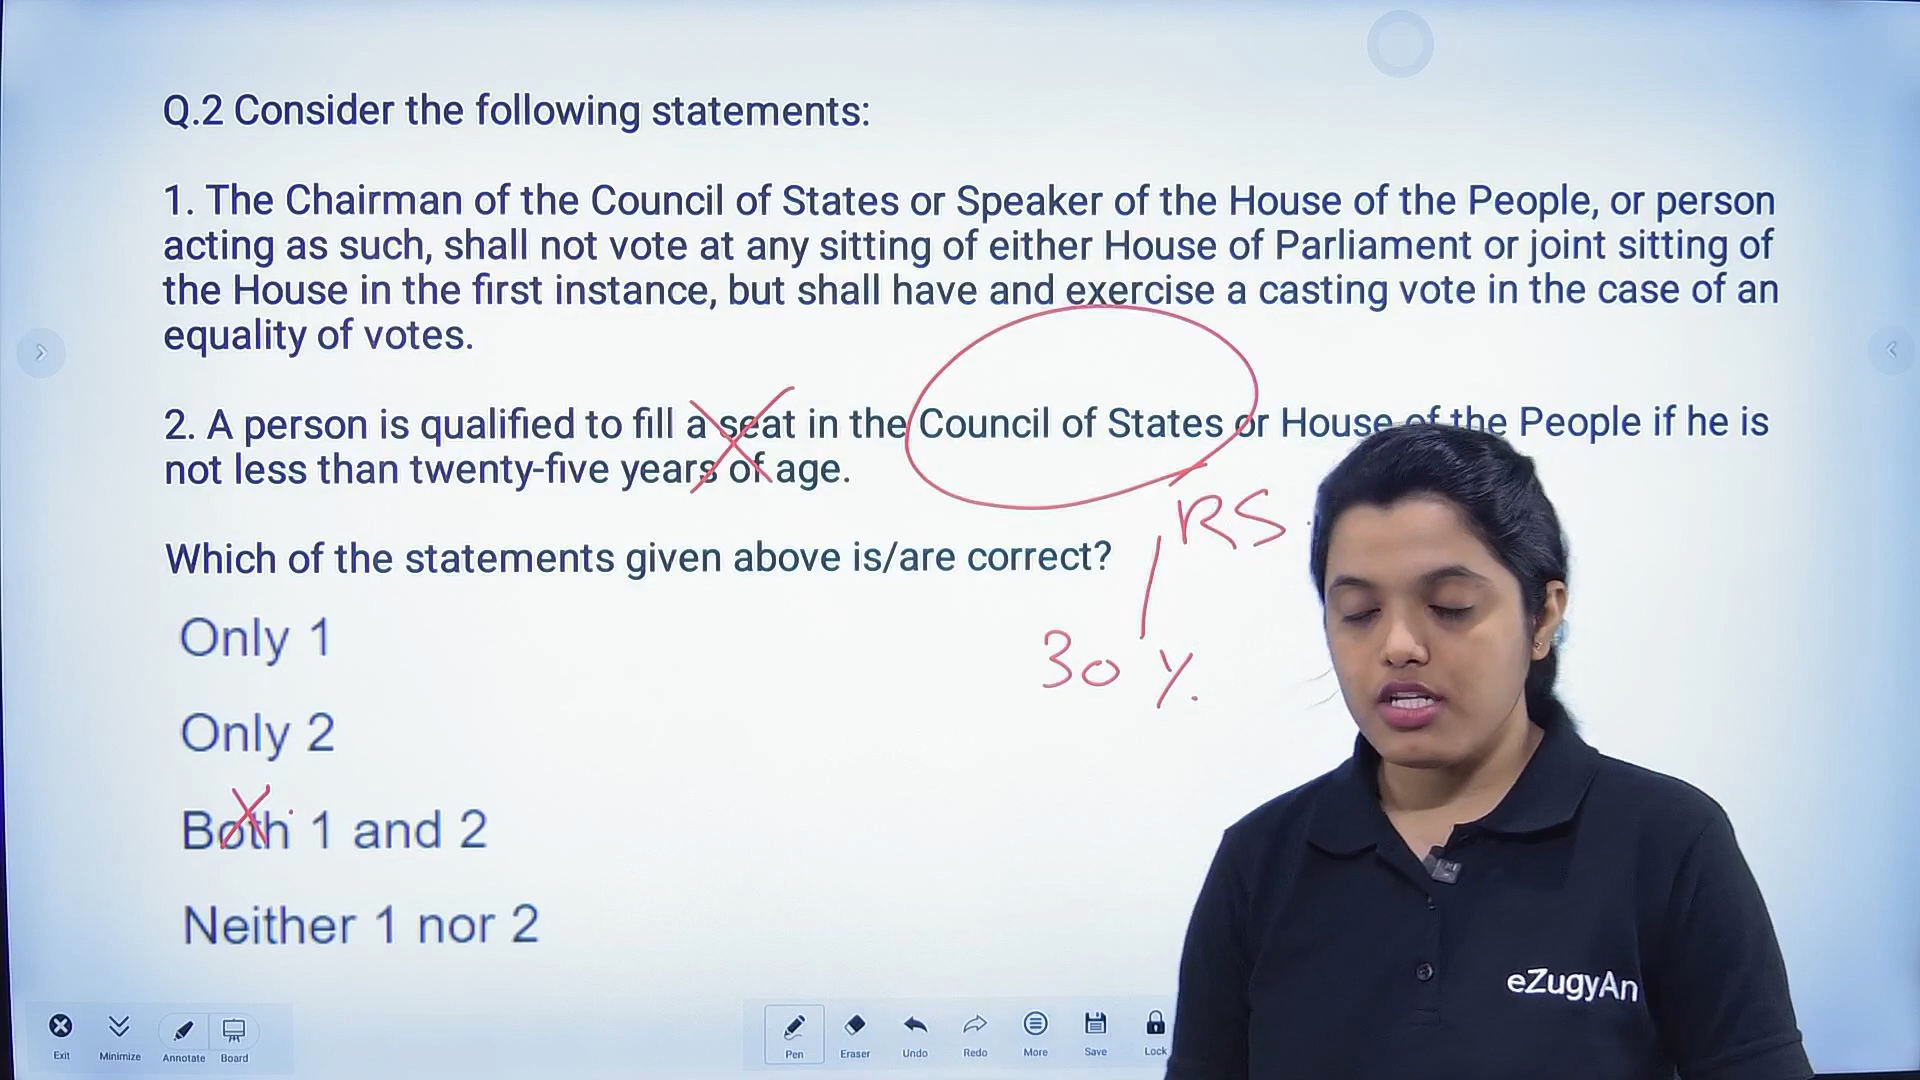 Q.2 Consider the following statements:
1. The Chairman of the Council of States or Speaker of the House of the People, or person
acting as such, shall not vote at any sitting of either House of Parliament or joint sitting of
the House in the first instance, but shall have and exercise a casting vote in the case of an
equality of votes.
2. A person is qualified to fill a seat in the Council of States or House of the People if he is
not less than twenty-five years of age.
RS
Which of the statements given above is/are correct?
Only 1
30 y.
Only 2
Both 1 and 2
Neither 1 nor 2
eZugyAn
Exit Minimize Annotate Board Pen Eraser Undo Redo More Save Lock